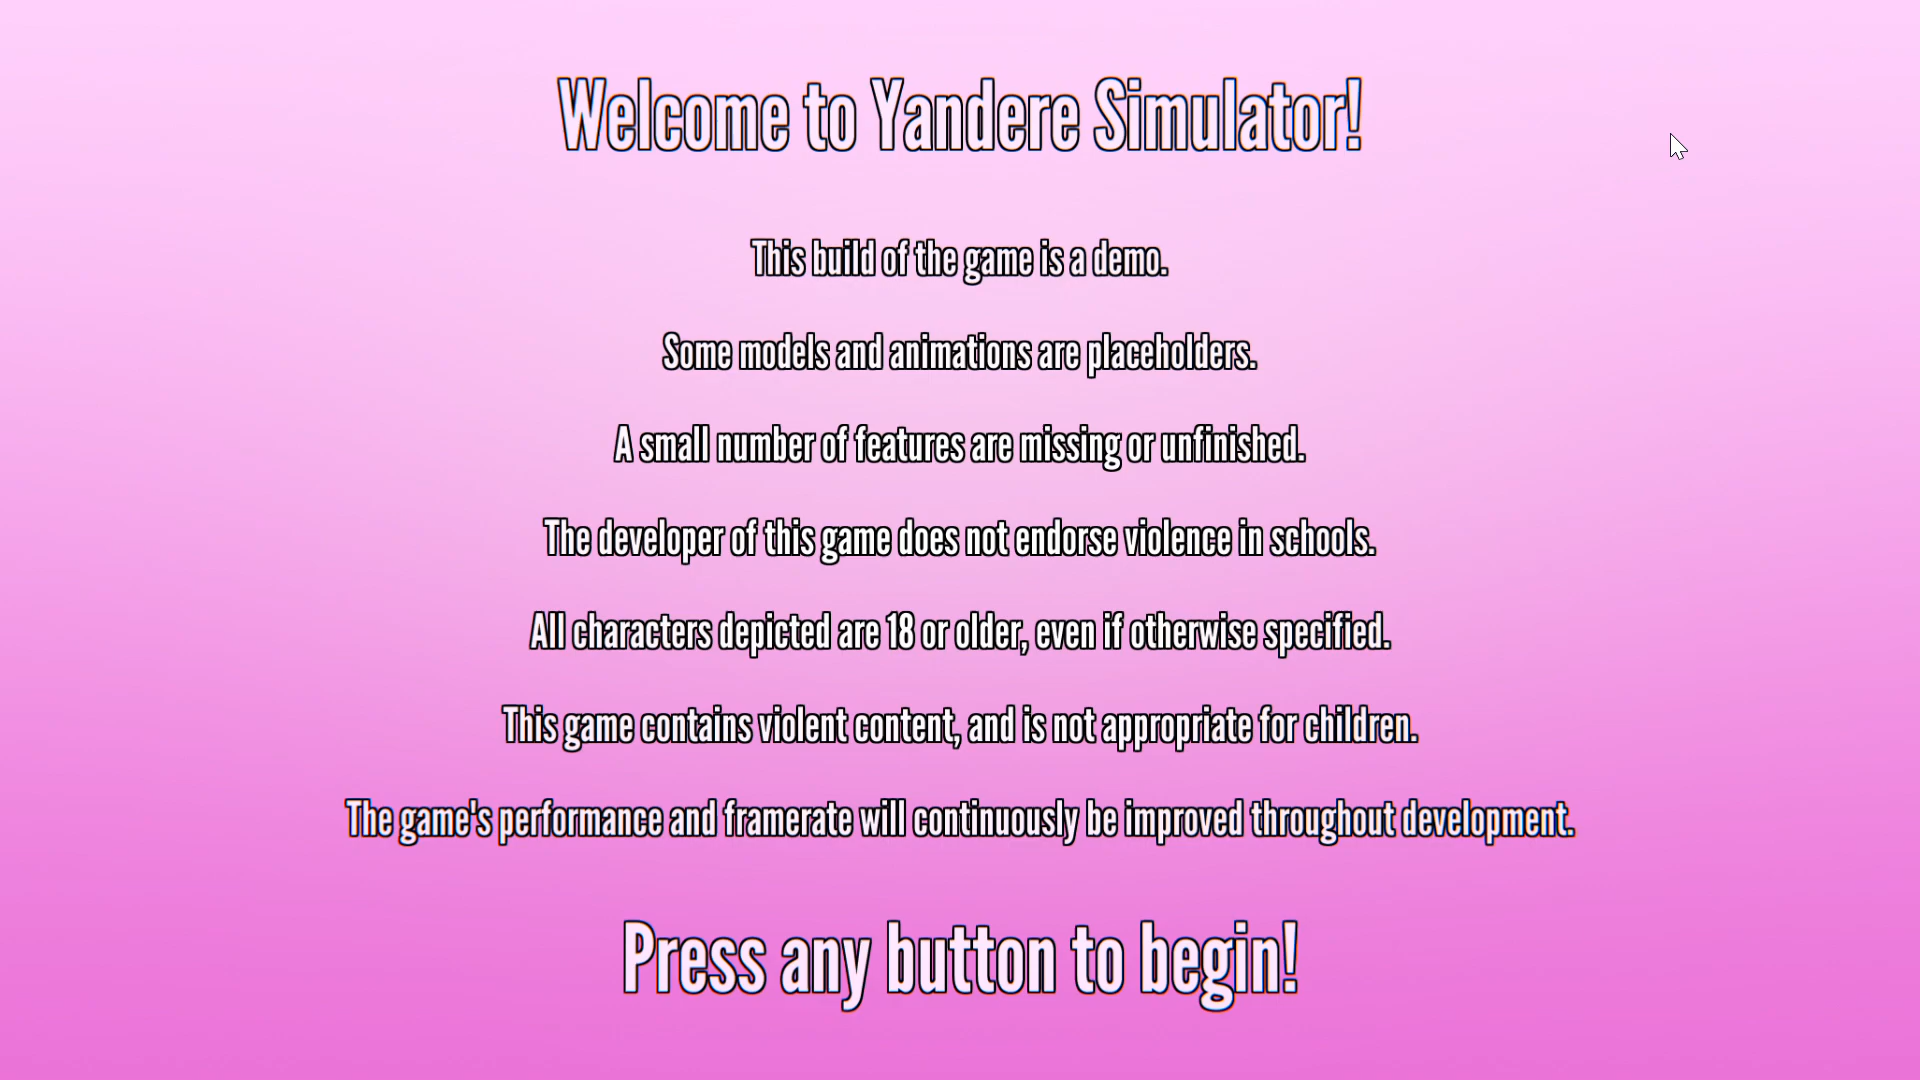 Welcome to Yandere Simulator!
This build of the game is a demo.
Some models and animations are placeholders.
A small number of features are missing or unfinished.
The developer of this game does not endorse violence in schools.
All characters depicted are 18 or older, even if otherwise specified.
This game contains violent content, and is not appropriate for children.
The game's performance and framerate will continuously be improved throughout development.
Press any button to begin!